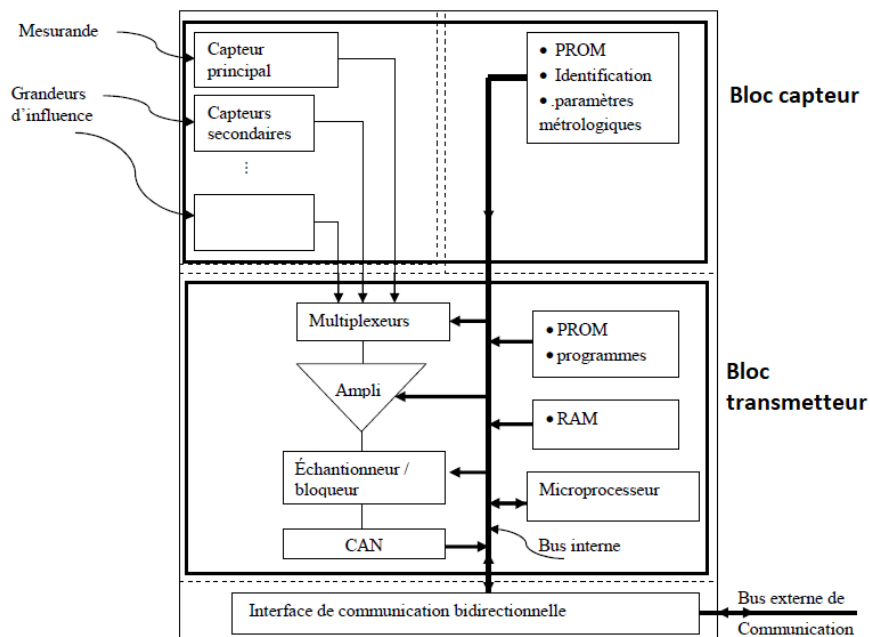 Mesurande
Capteur
principal
Grandeurs
d'influence
Capteurs
secondaires
...
• PROM
• Identification
• .paramètres
métrologiques
Bloc capteur
Multiplexeurs
Ampli
Échantionneur /
bloqueur
CAN
• PROM
• programmes
• RAM
Microprocesseur
Bus interne
Bloc
transmetteur
Interface de communication bidirectionnelle
Bus externe de
Communication